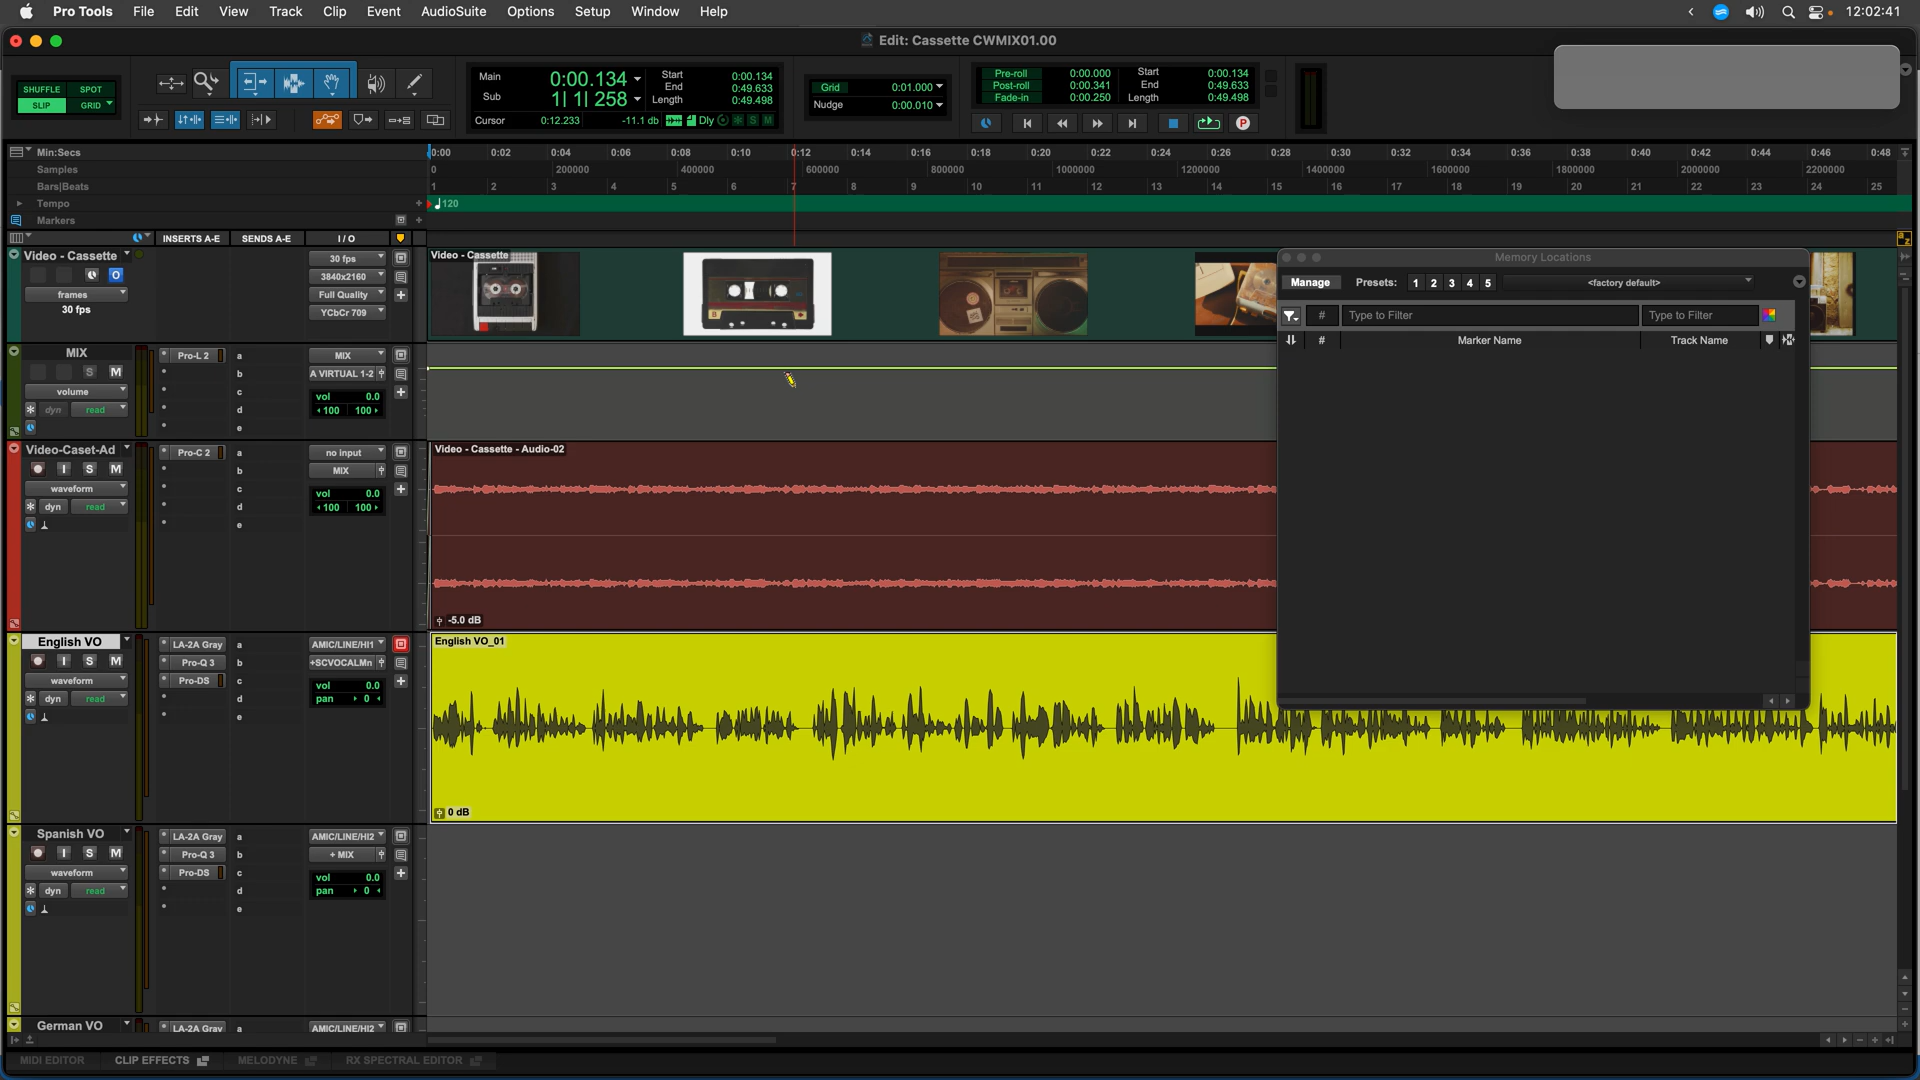 Pro Tools File Edit View Track Clip Event AudioSuite Options Setup Window Help 12:02:41
Edit: Cassette CWMIX01.00
SHUFFLE SPOT
SLIP GRID
Main 0:00.134
Sub 1| 1| 258
Start 0:00.134
End 0:49.633
Length 0:49.498
Cursor 0:12.233 -11.1 db Dly S M
Grid 0:01.000
Nudge 0:00.010
Pre-roll 0:00.000
Post-roll 0:00.341
Fade-in 0:00.250
Start 0:00.134
End 0:49.633
Length 0:49.498
P
Min:Secs 0:00 0:02 0:04 0:06 0:08 0:10 0:12 0:14 0:16 0:18 0:20 0:22 0:24 0:26 0:28 0:30 0:32 0:34 0:36 0:38 0:40 0:42 0:44 0:46 0:48
Samples 0 200000 400000 600000 800000 1000000 1200000 1400000 1600000 1800000 2000000 2200000
Bars|Beats 1 2 3 4 5 6 7 8 9 10 11 12 13 14 15 16 17 18 19 20 21 22 23 24 25
Tempo 120
Markers
INSERTS A-E SENDS A-E I / O
a z
Video - Cassette
O
frames
30 fps
30 fps
3840x2160
Full Quality
YCbCr 709
Video - Cassette
MIX
S M
volume
dyn read
Pro-L 2
a
b
c
d
e
MIX
A VIRTUAL 1-2
vol 0.0
100 100
Video-Caset-Ad
I S M
waveform
dyn read
Pro-C 2
a
b
c
d
e
no input
MIX
vol 0.0
100 100
Video - Cassette - Audio-02
-5.0 dB
English VO
I S M
waveform
dyn read
LA-2A Gray
Pro-Q 3
Pro-DS
a
b
c
d
e
AMIC/LINE/HI1
+SCVOCALMn
vol 0.0
pan 0
English VO_01
0 dB
Spanish VO
I S M
waveform
dyn read
LA-2A Gray
Pro-Q 3
Pro-DS
a
b
c
d
e
AMIC/LINE/HI2
+ MIX
vol 0.0
pan 0
German VO
LA-2A Gray
a
AMIC/LINE/HI2
Memory Locations
Manage Presets: 1 2 3 4 5 <factory default>
# Type to Filter Type to Filter
# Marker Name Track Name
MIDI EDITOR CLIP EFFECTS MELODYNE RX SPECTRAL EDITOR